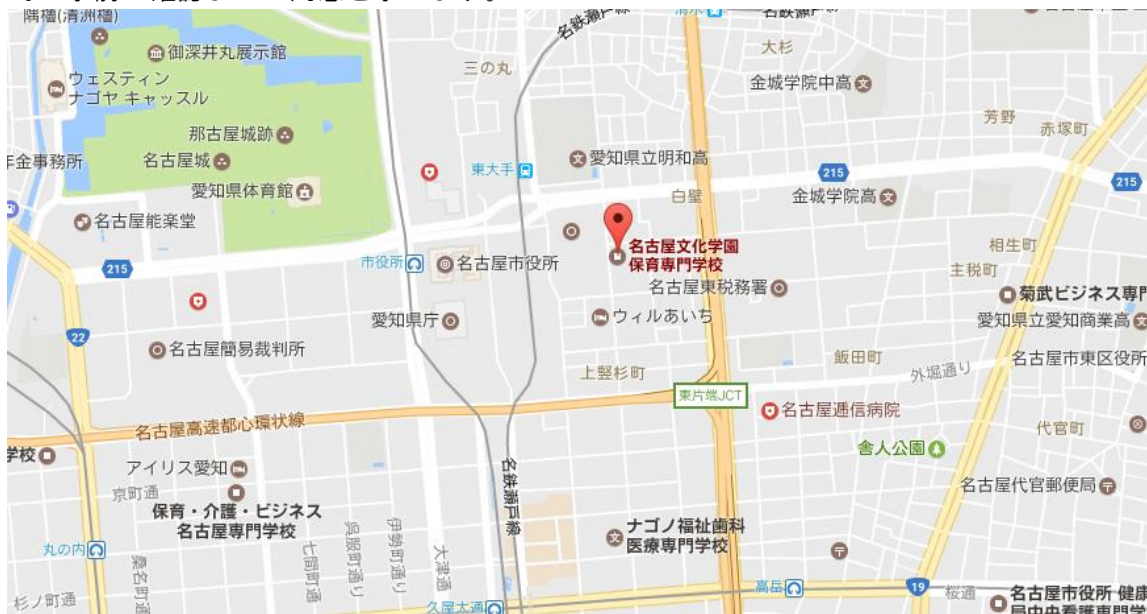 隅櫓(清洲櫓)
名鉄瀬戸線
清水
名鉄瀬戸線
御深井丸展示館
三の丸
大杉
ウェスティン
ナゴヤ キャッスル
金城学院中高
芳野
赤塚町
那古屋城跡
年金事務所
名古屋城
東大手
愛知県立明和高
215
215
愛知県体育館
白壁
金城学院高
名古屋能楽堂
名古屋文化学園
保育専門学校
相生町
215
市役所
名古屋市役所
主税町
名古屋東税務署
菊武ビジネス専門
22
愛知県庁
ウィルあいち
愛知県立愛知商業高
名古屋簡易裁判所
飯田町
名古屋市東区役所
上竪杉町
外堀通り
東片端JCT
名古屋高速都心環状線
名古屋逓信病院
代官町
学校
アイリス愛知
舎人公園
京町通
名鉄瀬戸線
名古屋代官郵便局
保育・介護・ビジネス
名古屋専門学校
ナゴノ福祉歯科
医療専門学校
丸の内
桑名町通
七間町通
呉服町通り
伊勢町通り
大津通
高岳
19
桜通
杉ノ町通
久屋大通
名古屋市役所 健康
局中央看護専門学